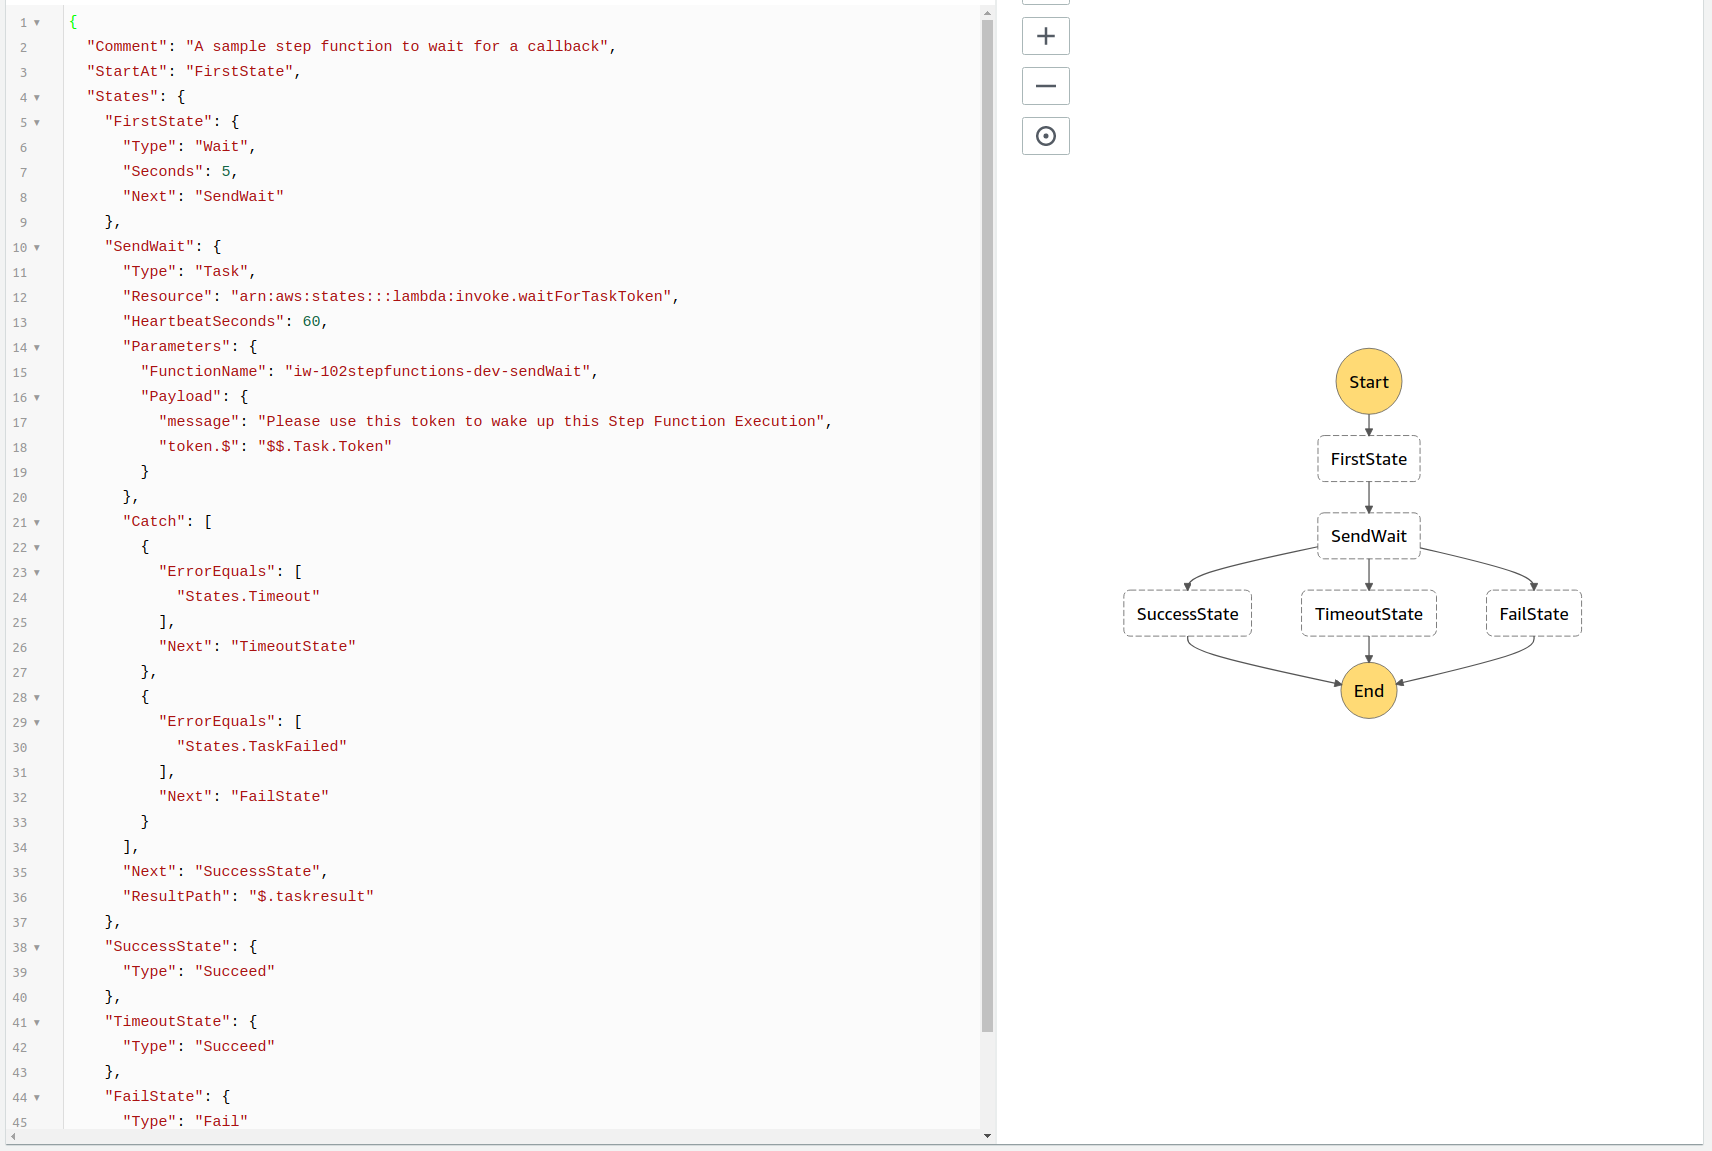 1 {
2 "Comment": "A sample step function to wait for a callback",
3 "StartAt": "FirstState",
4 "States": {
5 "FirstState": {
6 "Type": "Wait",
7 "Seconds": 5,
8 "Next": "SendWait"
9 },
10 "SendWait": {
11 "Type": "Task",
12 "Resource": "arn:aws:states:::lambda:invoke.waitForTaskToken",
13 "HeartbeatSeconds": 60,
14 "Parameters": {
15 "FunctionName": "iw-102stepfunctions-dev-sendWait",
16 "Payload": {
17 "message": "Please use this token to wake up this Step Function Execution",
18 "token.$": "$$.Task.Token"
19 }
20 },
21 "Catch": [
22 {
23 "ErrorEquals": [
24 "States.Timeout"
25 ],
26 "Next": "TimeoutState"
27 },
28 {
29 "ErrorEquals": [
30 "States.TaskFailed"
31 ],
32 "Next": "FailState"
33 }
34 ],
35 "Next": "SuccessState",
36 "ResultPath": "$.taskresult"
37 },
38 "SuccessState": {
39 "Type": "Succeed"
40 },
41 "TimeoutState": {
42 "Type": "Succeed"
43 },
44 "FailState": {
45 "Type": "Fail"
Start
FirstState
SendWait
SuccessState TimeoutState FailState
End